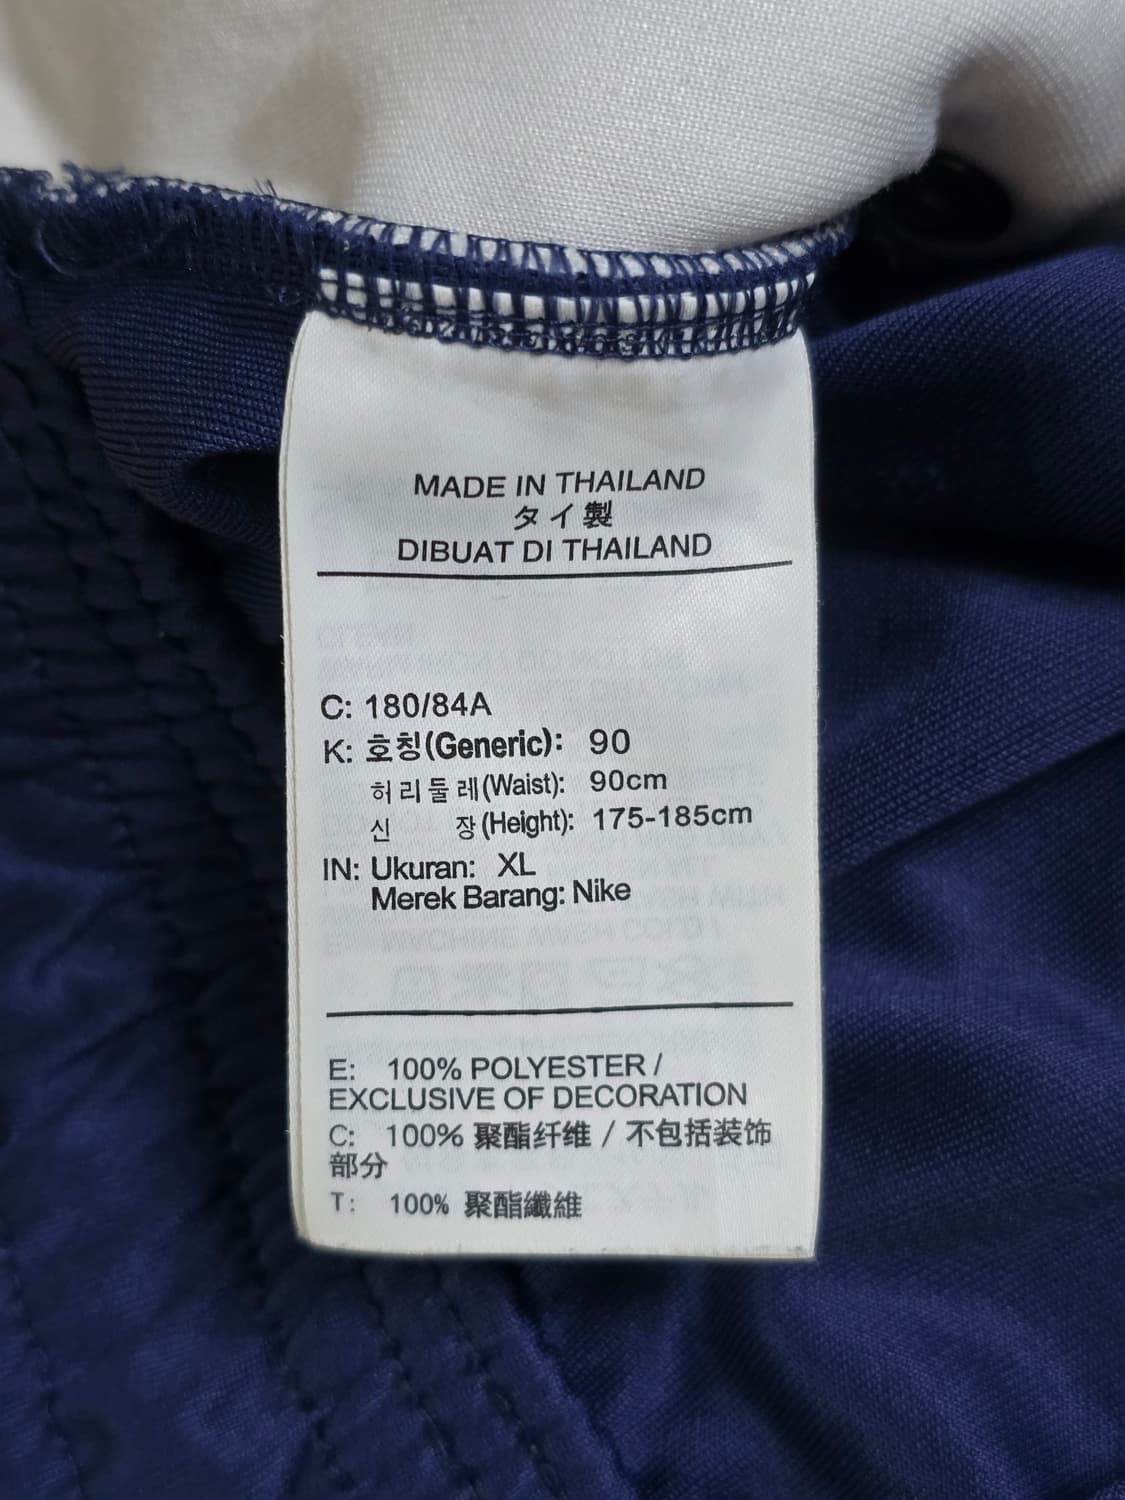 MADE IN THAILAND
タイ製
DIBUAT DI THAILAND
C: 180/84A
K: 호칭(Generic): 90
허리둘레(Waist): 90cm
신 장(Height): 175-185cm
IN: Ukuran: XL
Merek Barang: Nike
E: 100% POLYESTER /
EXCLUSIVE OF DECORATION
C: 100% 聚酯纤维 / 不包括装饰
部分
T: 100% 聚酯纖維